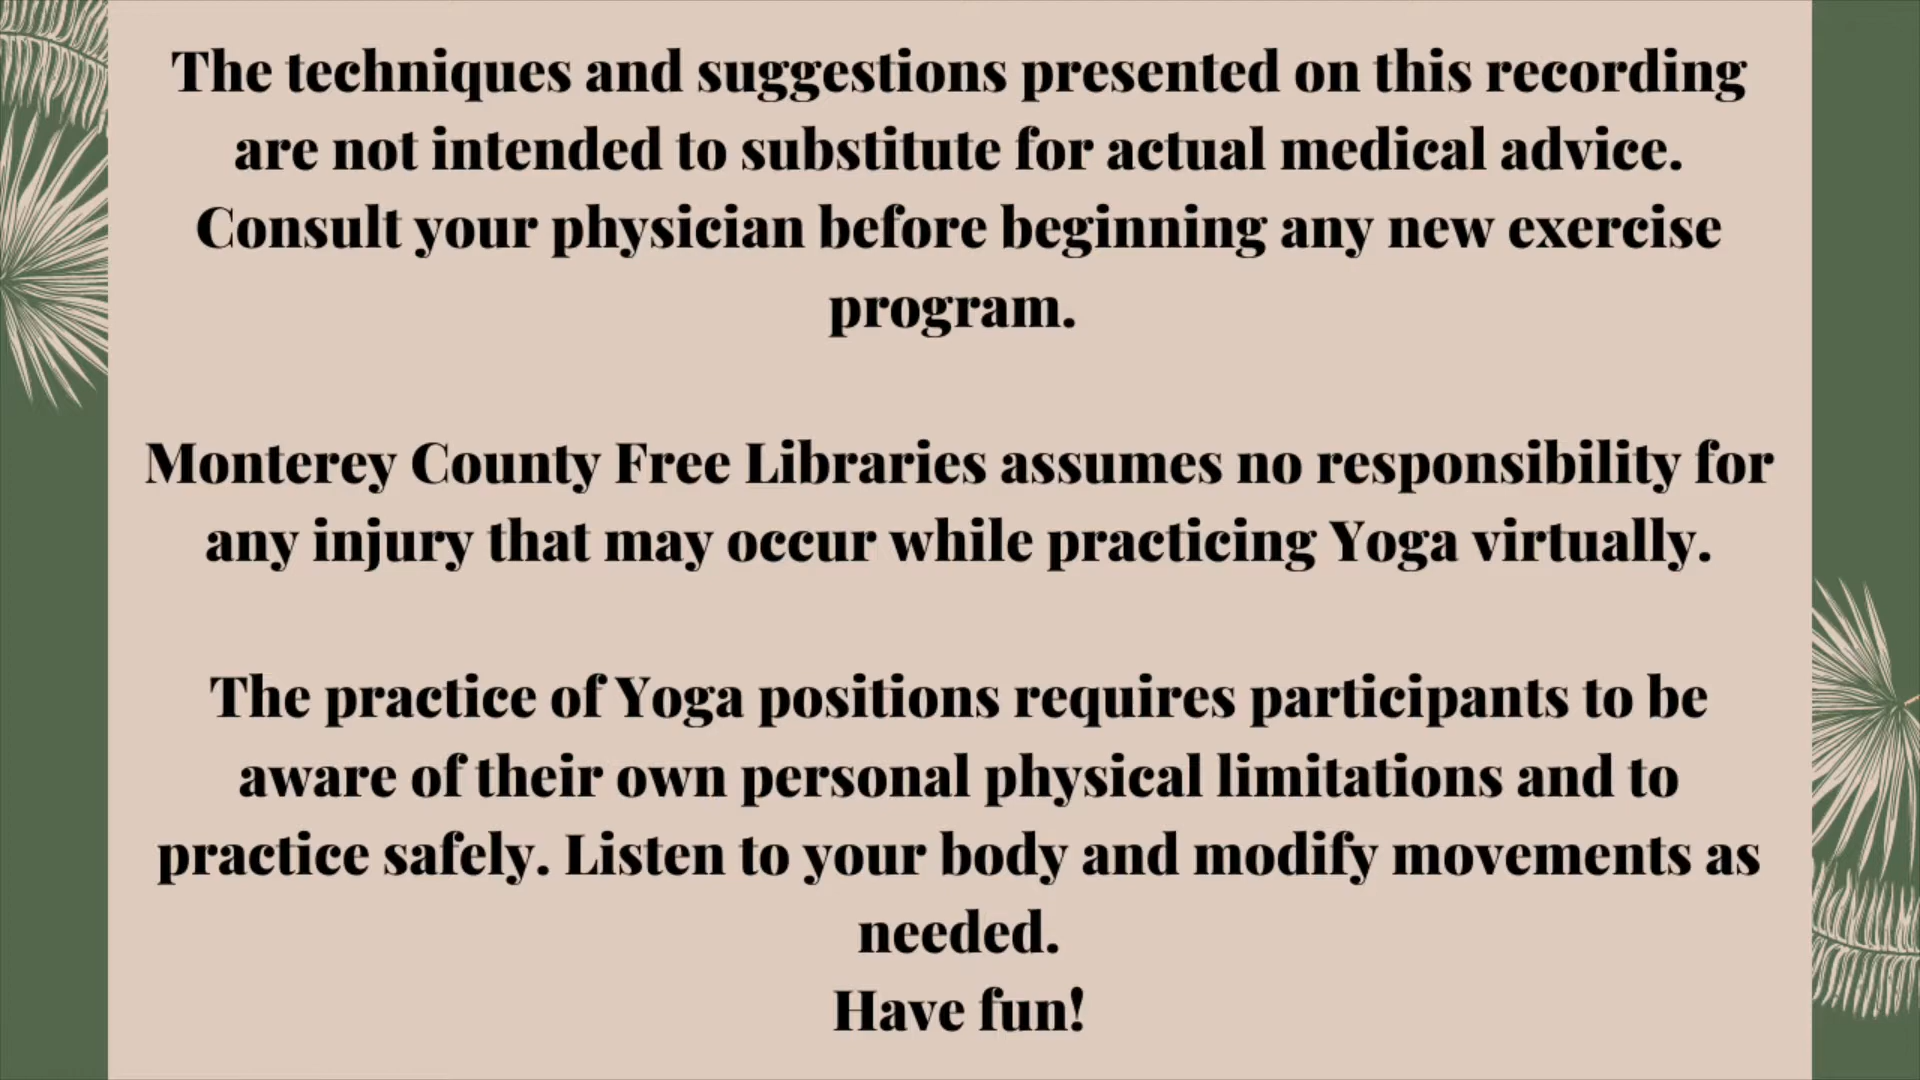 The techniques and suggestions presented on this recording
are not intended to substitute for actual medical advice.
Consult your physician before beginning any new exercise
program.
Monterey County Free Libraries assumes no responsibility for
any injury that may occur while practicing Yoga virtually.
The practice of Yoga positions requires participants to be
aware of their own personal physical limitations and to
practice safely. Listen to your body and modify movements as
needed.
Have fun!